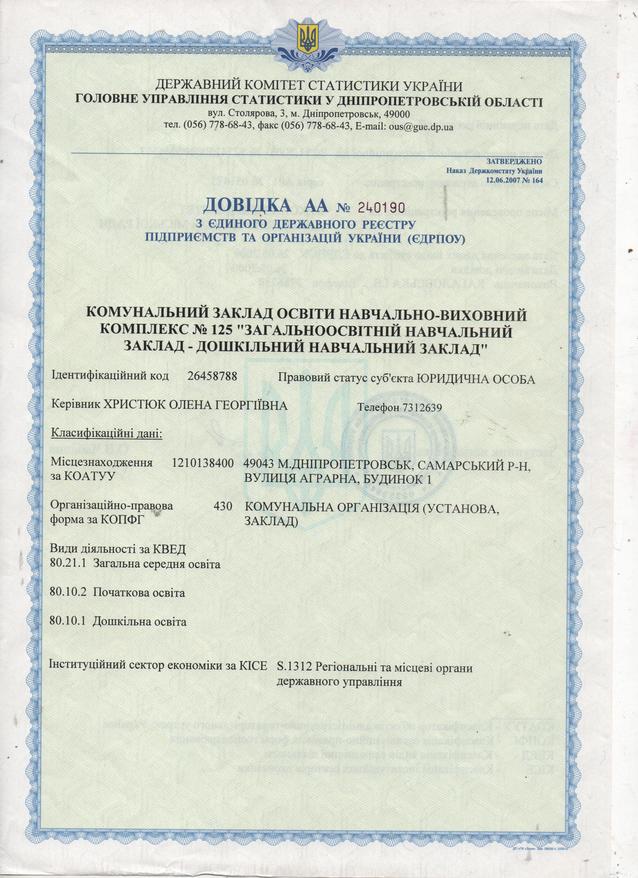 ДЕРЖАВНИЙ КОМІТЕТ СТАТИСТИКИ УКРАЇНИ
ГОЛОВНЕ УПРАВЛІННЯ СТАТИСТИКИ У ДНІПРОПЕТРОВСЬКІЙ ОБЛАСТІ
вул. Столярова, 3, м. Дніпропетровськ, 49000
тел. (056) 778-68-43, факс (056) 778-68-43, E-mail: ous@guc.dp.ua
ЗАТВЕРДЖЕНО
Наказ Держкомстату України
12.06.2007 № 164
ДОВІДКА АА № 240190
З ЄДИНОГО ДЕРЖАВНОГО РЕЄСТРУ
ПІДПРИЄМСТВ ТА ОРГАНІЗАЦІЙ УКРАЇНИ (ЄДРПОУ)
КОМУНАЛЬНИЙ ЗАКЛАД ОСВІТИ НАВЧАЛЬНО-ВИХОВНИЙ
КОМПЛЕКС № 125 "ЗАГАЛЬНООСВІТНІЙ НАВЧАЛЬНИЙ
ЗАКЛАД - ДОШКІЛЬНИЙ НАВЧАЛЬНИЙ ЗАКЛАД"
Ідентифікаційний код 26458788 Правовий статус суб'єкта ЮРИДИЧНА ОСОБА
Керівник ХРИСТЮК ОЛЕНА ГЕОРГІЇВНА Телефон 7312639
Класифікаційні дані:
Місцезнаходження 1210138400 49043 М.ДНІПРОПЕТРОВСЬК, САМАРСЬКИЙ Р-Н,
за КОАТУУ ВУЛИЦЯ АГРАРНА, БУДИНОК 1
Організаційно-правова 430 КОМУНАЛЬНА ОРГАНІЗАЦІЯ (УСТАНОВА,
форма за КОПФГ ЗАКЛАД)
Види діяльності за КВЕД
80.21.1 Загальна середня освіта
80.10.2 Початкова освіта
80.10.1 Дошкільна освіта
Інституційний сектор економіки за КІСЕ S.1312 Регіональні та місцеві органи
державного управління